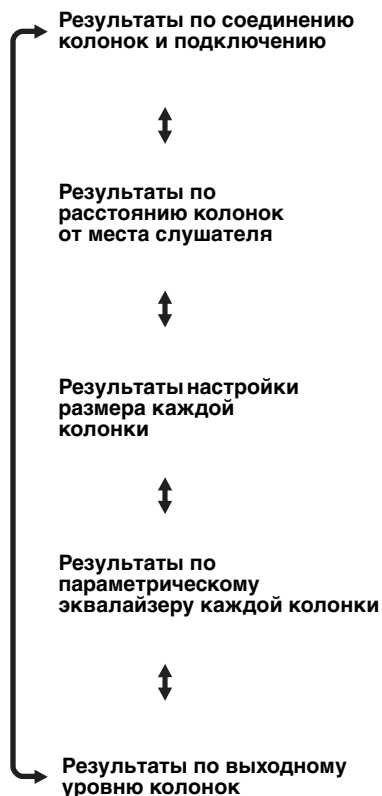 Результаты по соединению
колонок и подключению
Результаты по
расстоянию колонок
от места слушателя
Результаты настройки
размера каждой
колонки
Результаты по
параметрическому
эквалайзеру каждой колонки
Результаты по выходному
уровню колонок